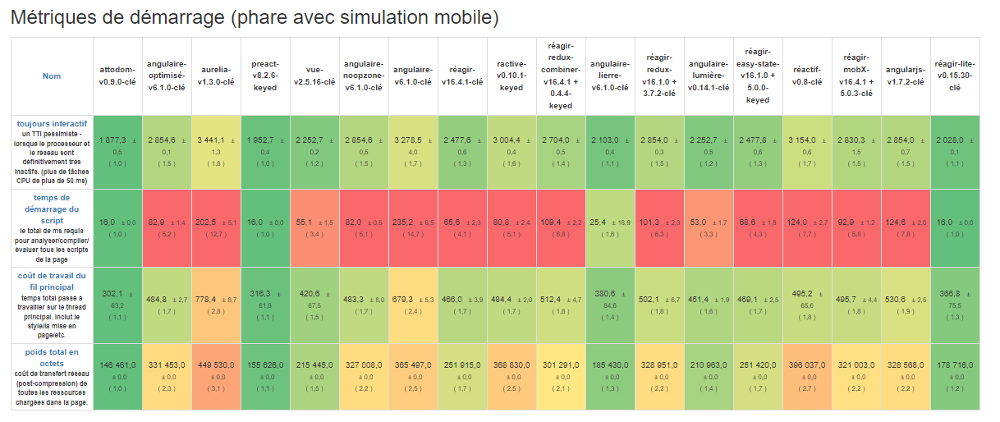 Métriques de démarrage (phare avec simulation mobile)
Nom
attodom-
v0.9.0-clé
angulaire-
optimisé-
v6.1.0-clé
aurelia-
v1.3.0-clé
preact-
v8.2.6-
keyed
vue-
v2.5.16-clé
angulaire-
noopzone-
v6.1.0-clé
angulaire-
v6.1.0-clé
réagir-
v16.4.1-clé
ractive-
v0.10.1-
keyed
réagir-
redux-
combiner-
v16.4.1 +
0.4.4-
keyed
angulaire-
lierre-
v6.1.0-clé
réagir-
redux-
v16.1.0 +
3.7.2-clé
angulaire-
lumière-
v0.14.1-clé
réagir-
easy-state-
v16.1.0 +
5.0.0-
keyed
réactif-
v0.8-clé
réagir-
mobX-
v16.4.1 +
5.0.3-clé
angularjs-
v1.7.2-clé
réagir-lite-
v0.15.30-
clé
toujours interactif
un TTI pessimiste -
lorsque le processeur et
le réseau sont
définitivement très
inactifs. (plus de tâches
CPU de plus de 50 ms)
1 877,3 ±
0,5
( 1,0 )
2 854,6 ±
0,1
( 1,5 )
3 441,1 ±
1,3
( 1,8 )
1 952,7 ±
0,4
( 1,0 )
2 252,7 ±
0,2
( 1,2 )
2 854,6 ±
0,5
( 1,5 )
3 278,5 ±
4,0
( 1,7 )
2 477,6 ±
0,6
( 1,3 )
3 004,4 ±
0,4
( 1,6 )
2 704,0 ±
0,5
( 1,4 )
2 103,0 ±
0,4
( 1,1 )
2 854,0 ±
0,3
( 1,5 )
2 252,7 ±
0,5
( 1,2 )
2 477,8 ±
0,6
( 1,3 )
3 154,0 ±
0,6
( 1,7 )
2 830,3 ±
1,5
( 1,5 )
2 854,0 ±
0,7
( 1,5 )
2 028,0 ±
0,1
( 1,1 )
temps de
démarrage du
script
le total de ms requis
pour analyser/compiler/
évaluer tous les scripts
de la page
16,0 ± 0,0
( 1,0 )
82,9 ± 1,4
( 5,2 )
202,5 ± 5,1
( 12,7 )
16,0 ± 0,0
( 1,0 )
55,1 ± 1,5
( 3,4 )
82,0 ± 0,5
( 5,1 )
235,2 ± 8,5
( 14,7 )
65,6 ± 2,3
( 4,1 )
80,8 ± 2,4
( 5,1 )
109,4 ± 2,2
( 6,8 )
25,4 ± 18,9
( 1,6 )
101,3 ± 2,3
( 6,3 )
53,0 ± 1,7
( 3,3 )
68,6 ± 1,8
( 4,3 )
124,0 ± 2,7
( 7,7 )
92,9 ± 1,2
( 5,8 )
124,6 ± 2,0
( 7,8 )
16,0 ± 0,0
( 1,0 )
coût de travail du
fil principal
temps total passé à
travailler sur le thread
principal. inclut le
style/la mise en
page/etc.
302,1 ±
63,2
( 1,1 )
484,8 ± 2,7
( 1,7 )
778,4 ± 8,7
( 2,8 )
316,3 ±
61,8
( 1,1 )
420,6 ±
67,5
( 1,5 )
483,3 ± 8,0
( 1,7 )
679,3 ± 5,3
( 2,4 )
466,0 ± 3,9
( 1,7 )
484,4 ± 2,0
( 1,7 )
512,4 ± 4,7
( 1,8 )
380,6 ±
84,6
( 1,4 )
502,1 ± 6,7
( 1,8 )
451,4 ± 1,9
( 1,6 )
469,1 ± 2,5
( 1,7 )
495,2 ±
65,6
( 1,8 )
495,7 ± 4,4
( 1,8 )
530,6 ± 2,5
( 1,9 )
366,8 ±
75,5
( 1,3 )
poids total en
octets
coût de transfert réseau
(post-compression) de
toutes les ressources
chargées dans la page.
146 461,0
± 0,0
( 1,0 )
331 453,0
± 0,0
( 2,3 )
449 530,0
± 0,0
( 3,1 )
155 626,0
± 0,0
( 1,1 )
215 445,0
± 0,0
( 1,5 )
327 008,0
± 0,0
( 2,2 )
365 497,0
± 0,0
( 2,5 )
251 915,0
± 0,0
( 1,7 )
368 830,0
± 0,0
( 2,5 )
301 291,0
± 0,0
( 2,1 )
185 430,0
± 0,0
( 1,3 )
328 951,0
± 0,0
( 2,2 )
210 963,0
± 0,0
( 1,4 )
251 420,0
± 0,0
( 1,7 )
396 037,0
± 0,0
( 2,7 )
321 003,0
± 0,0
( 2,2 )
328 568,0
± 0,0
( 2,2 )
178 716,0
± 0,0
( 1,2 )